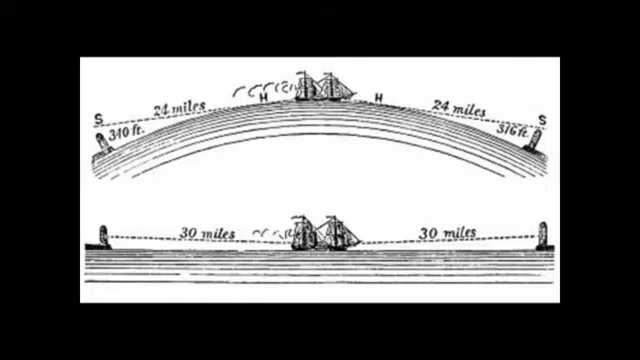 H H
24 miles 24 miles
S S
310 ft. 316 ft.
30 miles 30 miles